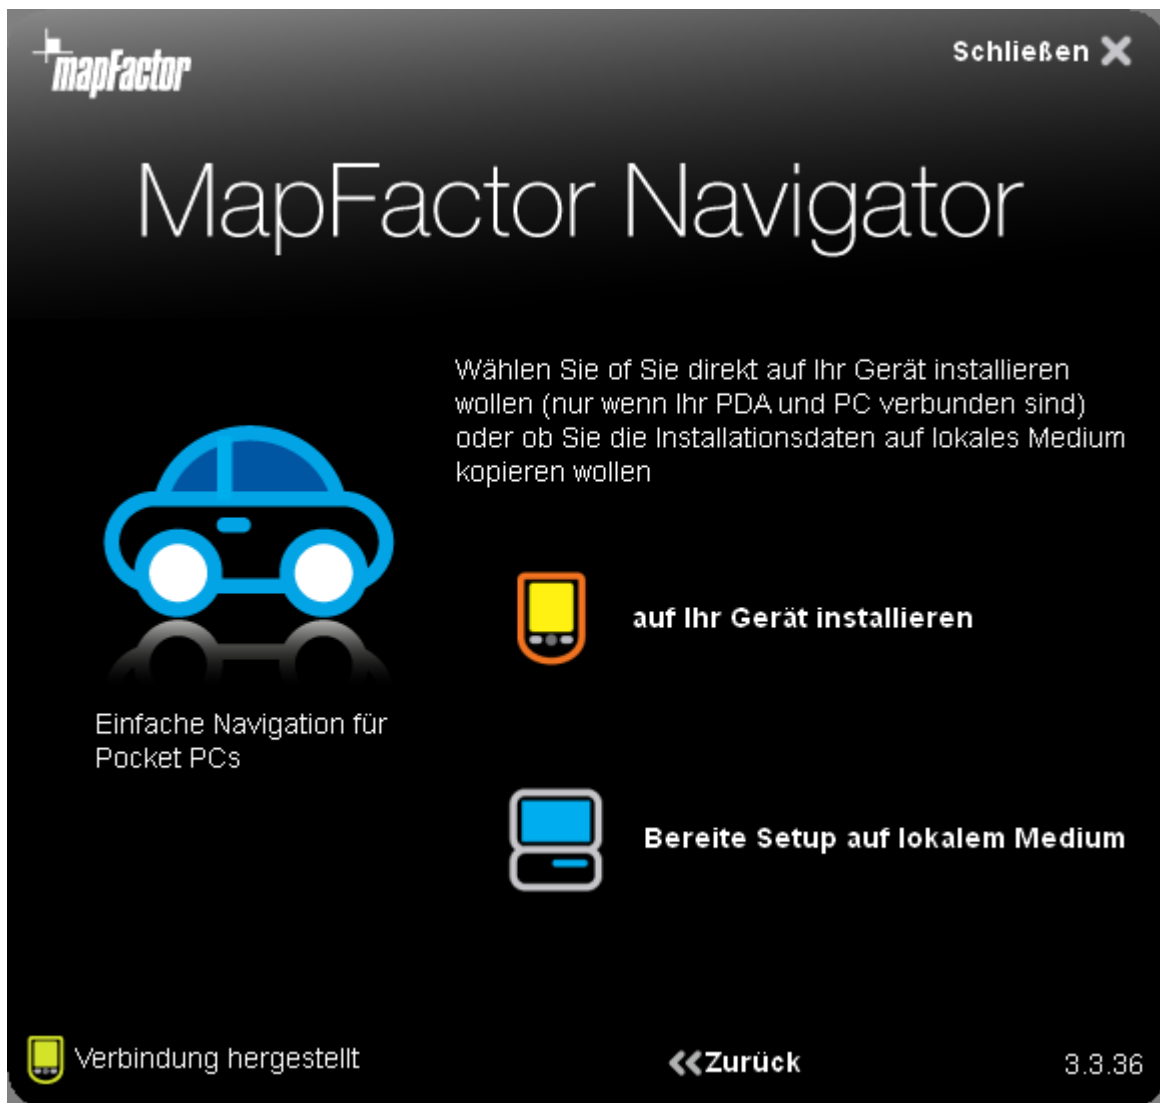 mapFactor
Schließen
MapFactor Navigator
Wählen Sie of Sie direkt auf Ihr Gerät installieren
wollen (nur wenn Ihr PDA und PC verbunden sind)
oder ob Sie die Installationsdaten auf lokales Medium
kopieren wollen
auf Ihr Gerät installieren
Einfache Navigation für
Pocket PCs
Bereite Setup auf lokalem Medium
Verbindung hergestellt
Zurück
3.3.36